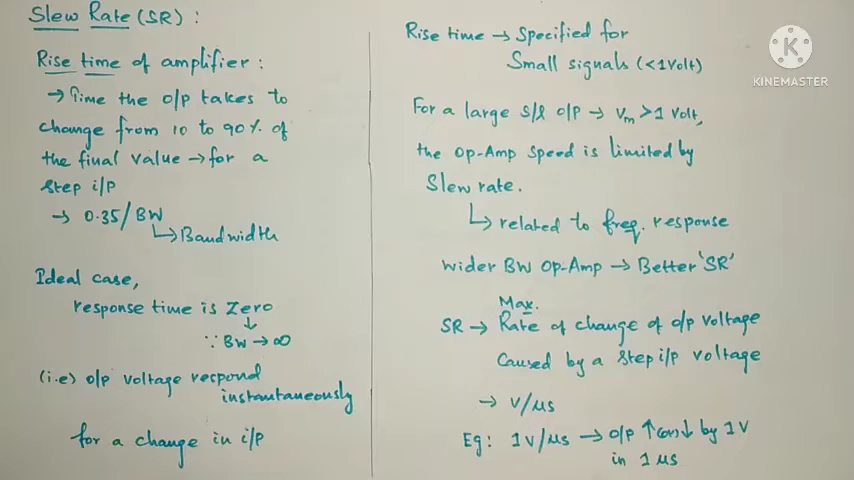 Slew Rate (SR) :
Rise time of amplifier :
→ Time the o/p takes to
change from 10 to 90% of
the final value → for a
step i/p
→ 0.35/BW
↳ Bandwidth
Ideal case,
response time is Zero
↓
∵ BW → ∞
(i.e) o/p voltage respond
instantaneously
for a change in i/p
Rise time → Specified for
Small signals (<1Volt)
For a large s/l o/p → Vm > 1 Volt,
the Op-Amp Speed is limited by
Slew rate.
↳ related to freq. response
wider BW Op-Amp → Better 'SR'
Max.
SR → Rate of change of o/p voltage
Caused by a Step i/p voltage
→ V/μs
Eg: 1V/μs → o/p ↑ (or) ↓ by 1V
in 1 μs
K
KINEMASTER